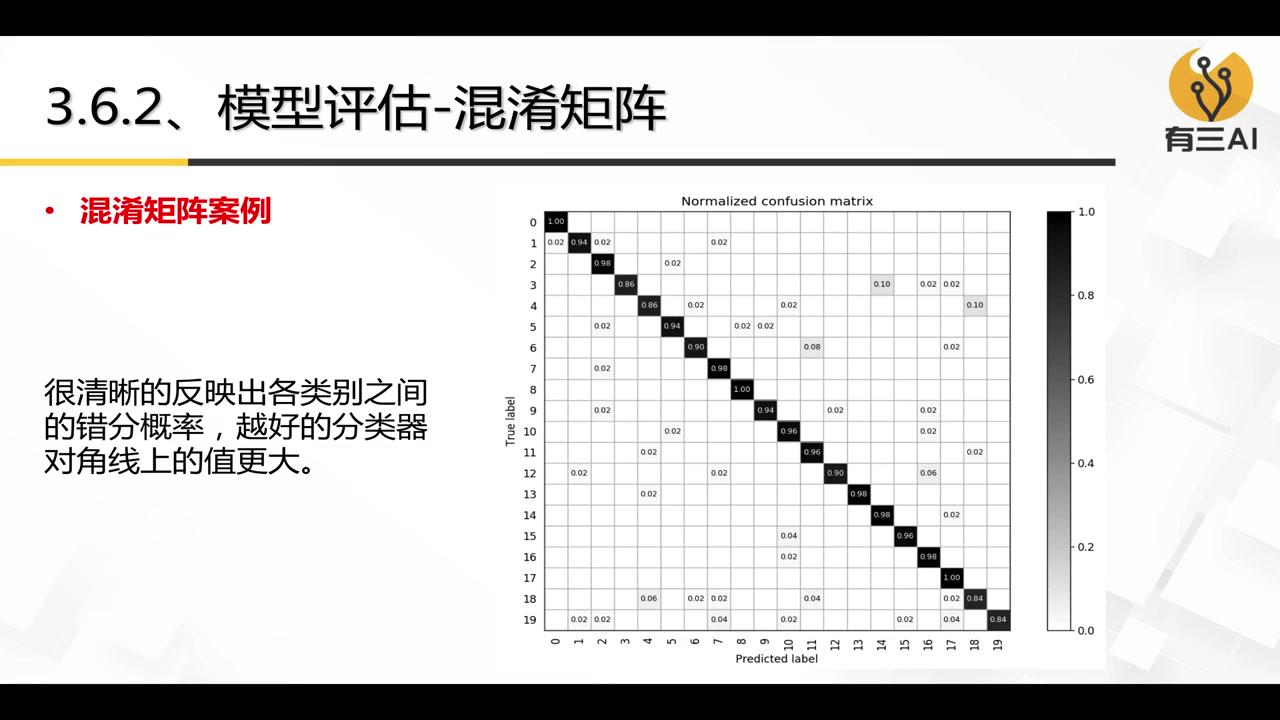 3.6.2、模型评估-混淆矩阵
有三AI
• 混淆矩阵案例
很清晰的反映出各类别之间
的错分概率，越好的分类器
对角线上的值更大。
Normalized confusion matrix
True label
0 1.00
1 0.02 0.94 0.02 0.02
2 0.98 0.02
3 0.86 0.10 0.02 0.02
4 0.86 0.02 0.02 0.10
5 0.02 0.94 0.02 0.02
6 0.90 0.08 0.02
7 0.02 0.98
8 1.00
9 0.02 0.94 0.02 0.02
10 0.02 0.96 0.02
11 0.02 0.96 0.02
12 0.02 0.02 0.90 0.06
13 0.02 0.98
14 0.98 0.02
15 0.04 0.96
16 0.02 0.98
17 1.00
18 0.06 0.02 0.02 0.04 0.02 0.84
19 0.02 0.02 0.04 0.02 0.02 0.04 0.84
0 1 2 3 4 5 6 7 8 9 10 11 12 13 14 15 16 17 18 19
Predicted label
1.0
0.8
0.6
0.4
0.2
0.0